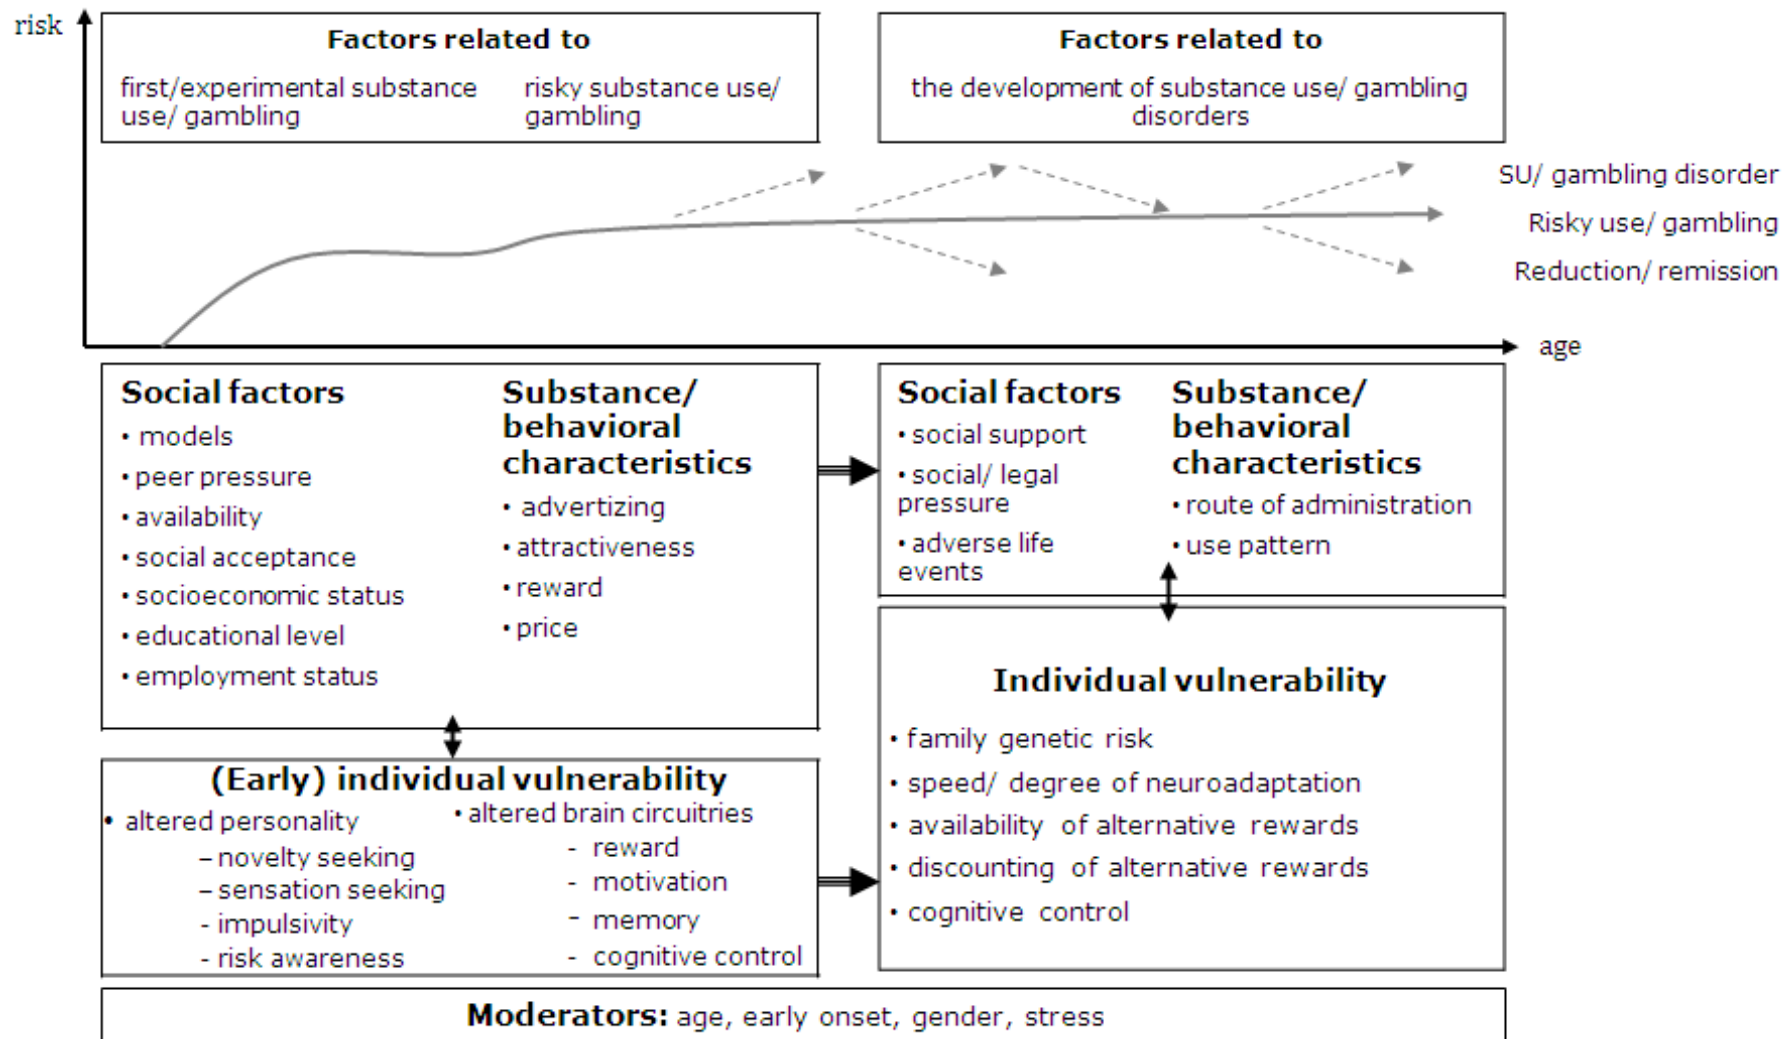 risk
Factors related to
first/experimental substance
use/ gambling
risky substance use/
gambling
Factors related to
the development of substance use/ gambling
disorders
SU/ gambling disorder
Risky use/ gambling
Reduction/ remission
age
Social factors
• models
• peer pressure
• availability
• social acceptance
• socioeconomic status
• educational level
• employment status
Substance/
behavioral
characteristics
• advertizing
• attractiveness
• reward
• price
Social factors
• social support
• social/ legal
pressure
• adverse life
events
Substance/
behavioral
characteristics
• route of administration
• use pattern
(Early) individual vulnerability
• altered personality
– novelty seeking
– sensation seeking
- impulsivity
- risk awareness
• altered brain circuitries
- reward
- motivation
- memory
- cognitive control
Individual vulnerability
• family genetic risk
• speed/ degree of neuroadaptation
• availability of alternative rewards
• discounting of alternative rewards
• cognitive control
Moderators: age, early onset, gender, stress